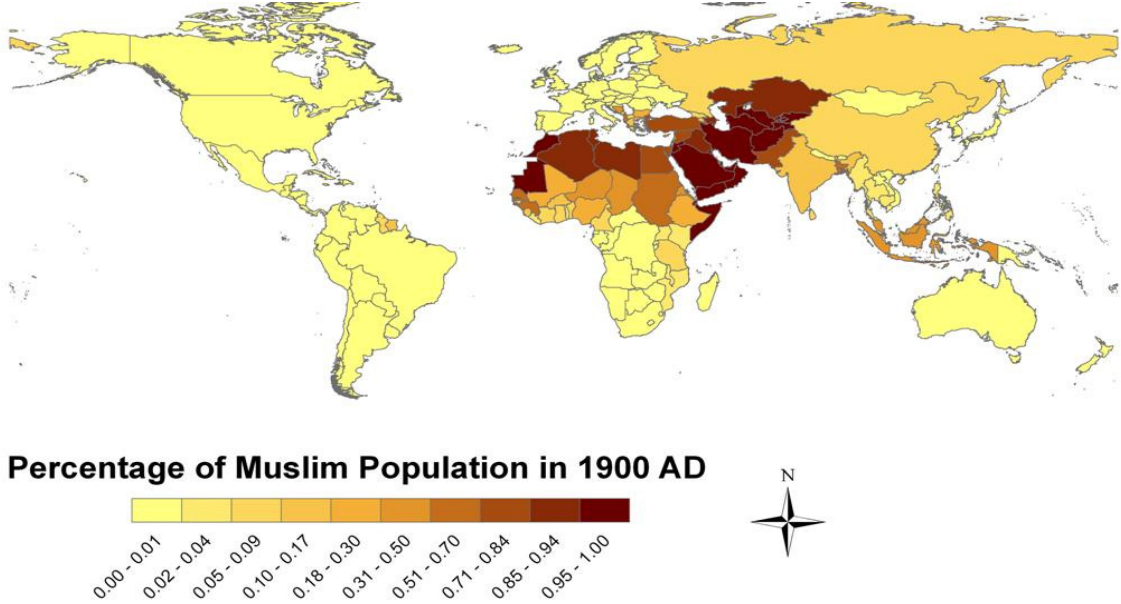 Percentage of Muslim Population in 1900 AD
N
0.00 - 0.01
0.02 - 0.04
0.05 - 0.09
0.10 - 0.17
0.18 - 0.30
0.31 - 0.50
0.51 - 0.70
0.71 - 0.84
0.85 - 0.94
0.95 - 1.00